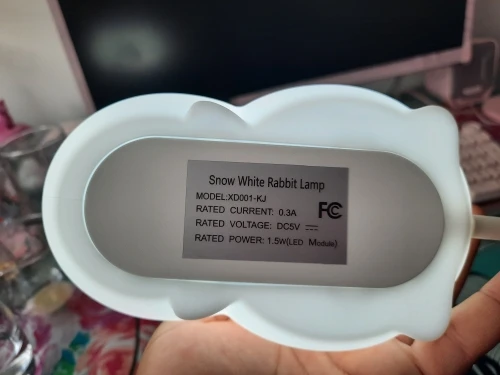 Snow White Rabbit Lamp
MODEL:XD001-KJ
RATED CURRENT: 0.3A
FC
RATED VOLTAGE: DC5V
RATED POWER: 1.5W(LED Module)